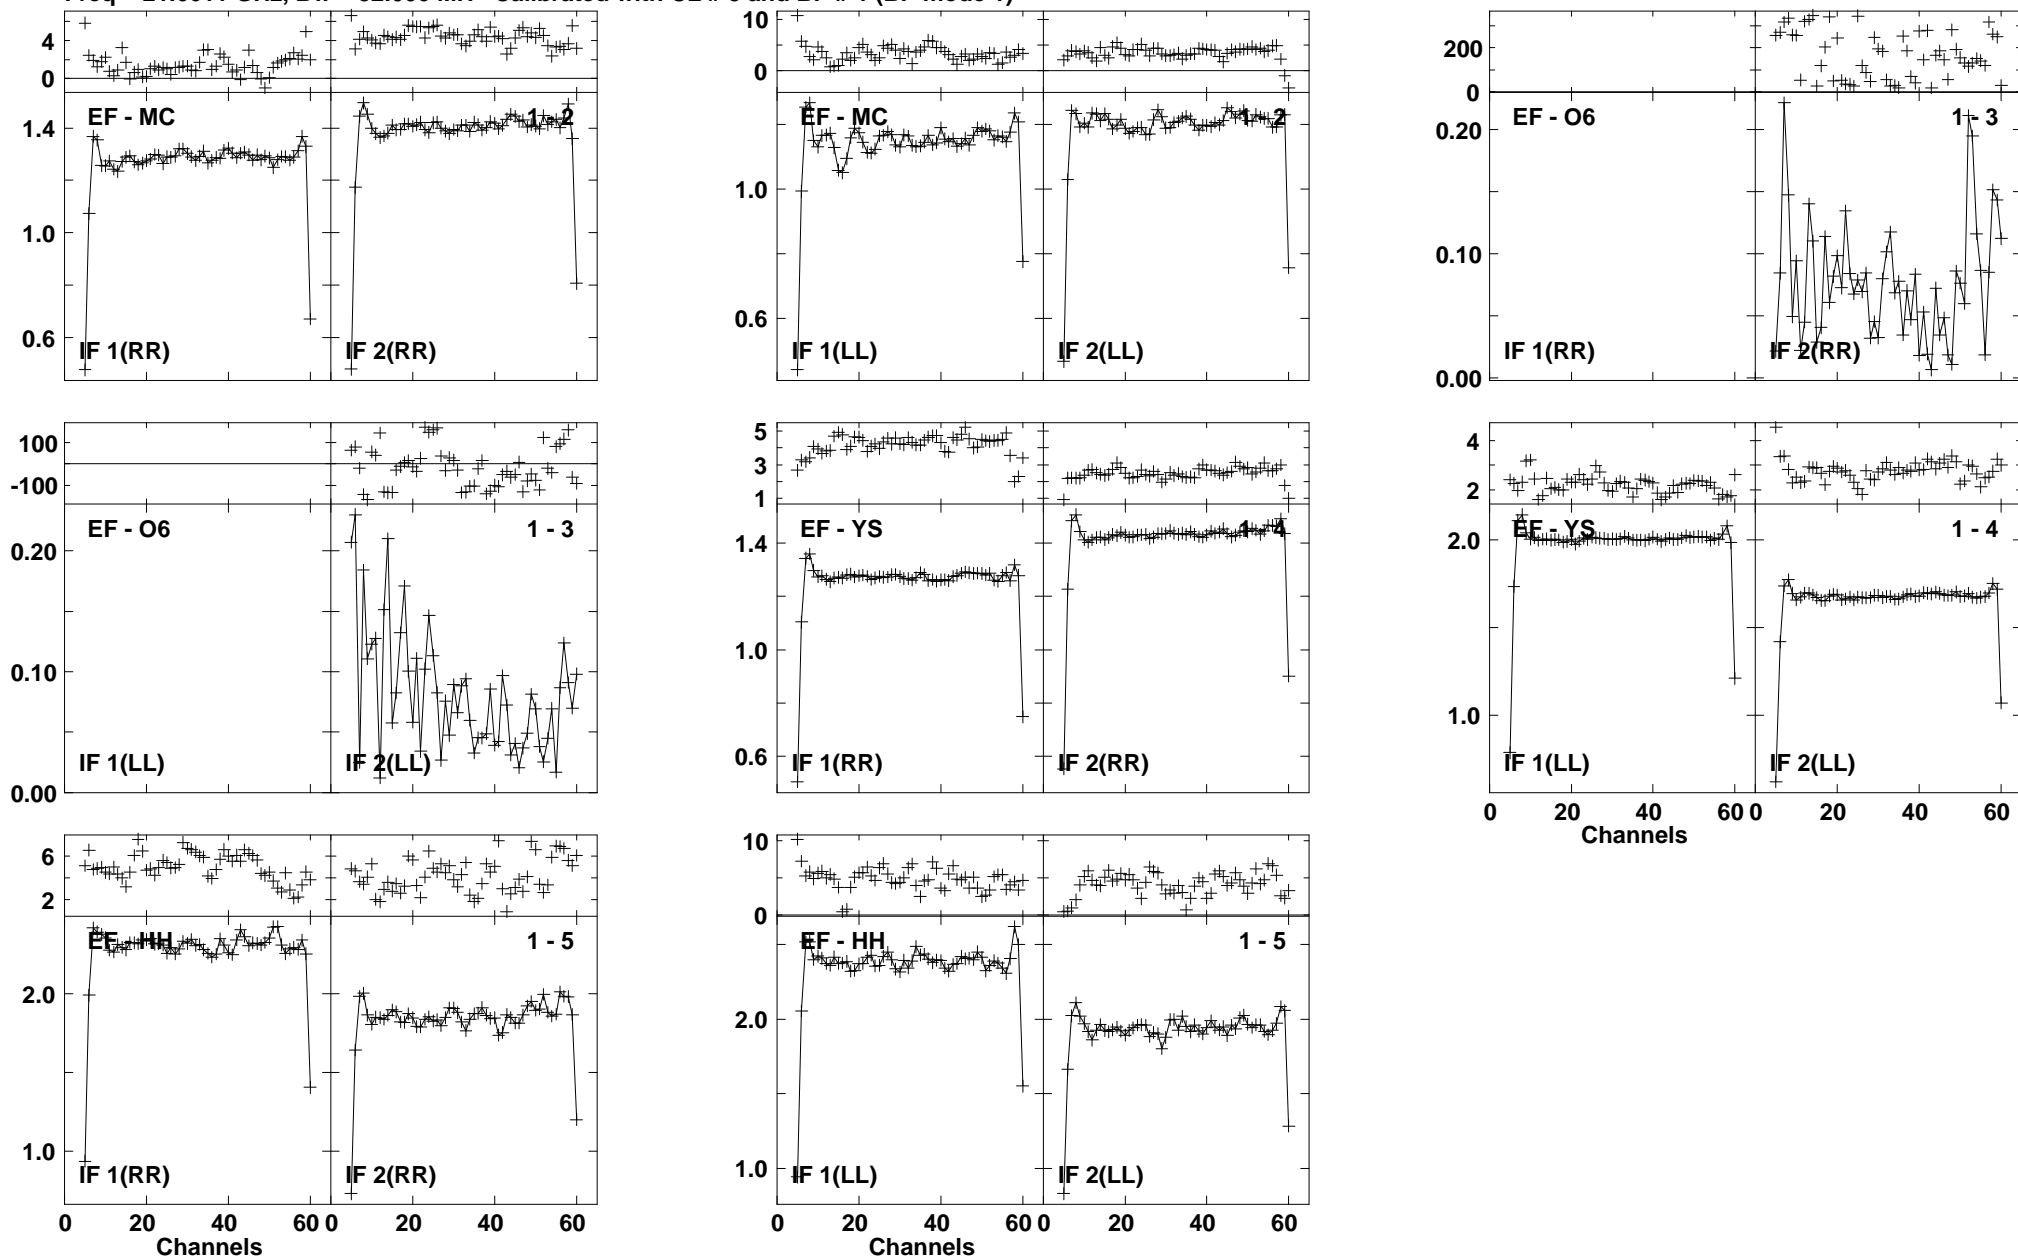 4
0
EF - MC
1 - 2
1.4
1.0
0.6
IF 1(RR)
IF 2(RR)
10
0
EF - MC
1 - 2
1.0
0.6
IF 1(LL)
IF 2(LL)
200
0
EF - O6
1 - 3
0.20
0.10
0.00
IF 1(RR)
IF 2(RR)
100
-100
EF - O6
1 - 3
0.20
0.10
0.00
IF 1(LL)
IF 2(LL)
5
3
1
EF - YS
1 - 4
1.4
1.0
0.6
IF 1(RR)
IF 2(RR)
4
2
EF - YS
1 - 4
2.0
1.0
IF 1(LL)
IF 2(LL)
0 20 40 60 0 20 40 60
Channels
6
2
EF - HH
1 - 5
2.0
1.0
IF 1(RR)
IF 2(RR)
0 20 40 60 0 20 40 60
Channels
10
0
EF - HH
1 - 5
2.0
1.0
IF 1(LL)
IF 2(LL)
0 20 40 60 0 20 40 60
Channels